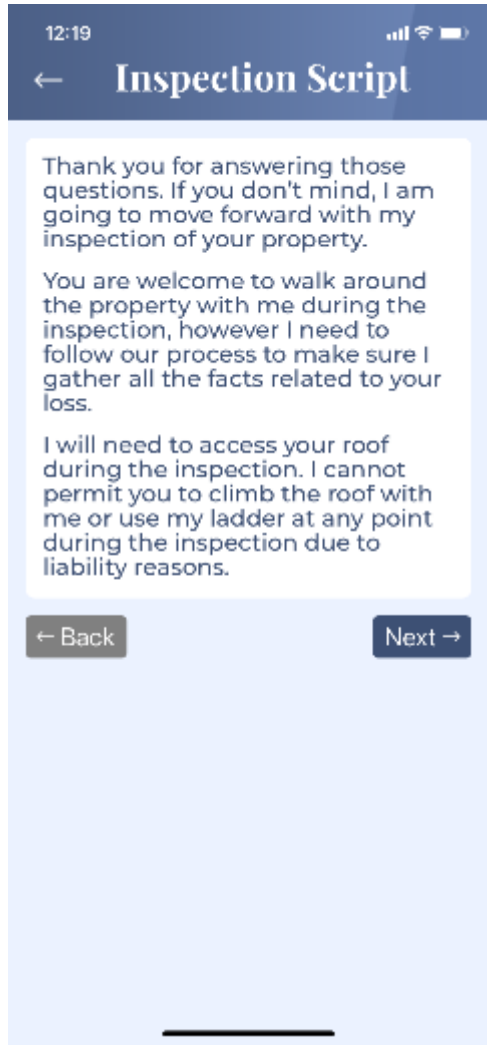 12:19
← Inspection Script
Thank you for answering those
questions. If you don't mind, I am
going to move forward with my
inspection of your property.
You are welcome to walk around
the property with me during the
inspection, however I need to
follow our process to make sure I
gather all the facts related to your
loss.
I will need to access your roof
during the inspection. I cannot
permit you to climb the roof with
me or use my ladder at any point
during the inspection due to
liability reasons.
← Back
Next →